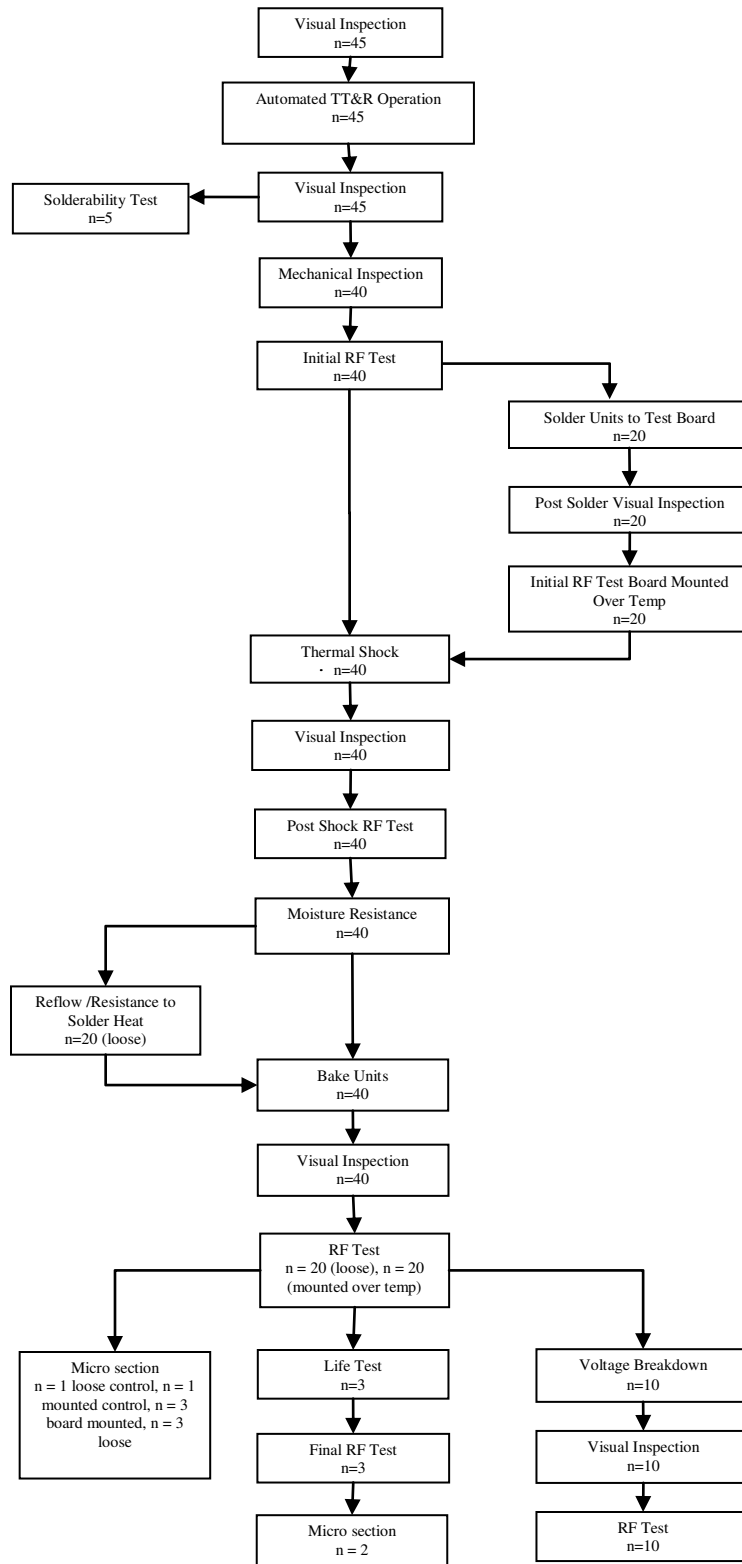 Visual Inspection
n=45
Automated TT&R Operation
n=45
Solderability Test
n=5
Visual Inspection
n=45
Mechanical Inspection
n=40
Initial RF Test
n=40
Solder Units to Test Board
n=20
Post Solder Visual Inspection
n=20
Initial RF Test Board Mounted
Over Temp
n=20
Thermal Shock
n=40
Visual Inspection
n=40
Post Shock RF Test
n=40
Moisture Resistance
n=40
Reflow /Resistance to
Solder Heat
n=20 (loose)
Bake Units
n=40
Visual Inspection
n=40
RF Test
n = 20 (loose), n = 20
(mounted over temp)
Micro section
n = 1 loose control, n = 1
mounted control, n = 3
board mounted, n = 3
loose
Life Test
n=3
Voltage Breakdown
n=10
Final RF Test
n=3
Visual Inspection
n=10
Micro section
n = 2
RF Test
n=10